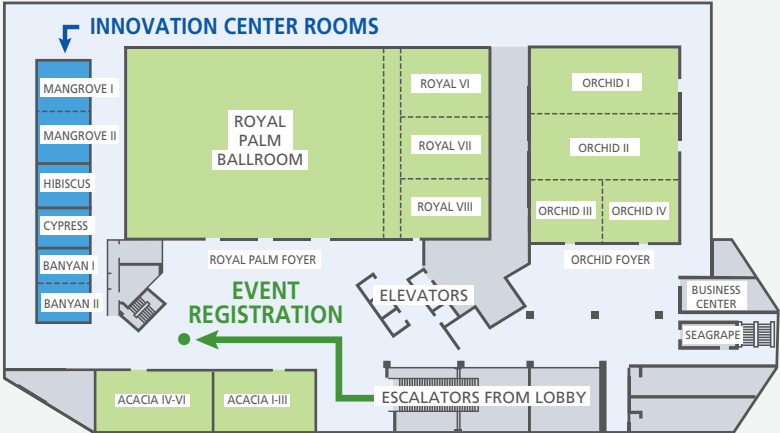 INNOVATION CENTER ROOMS
MANGROVE I
MANGROVE II
HIBISCUS
CYPRESS
BANYAN I
BANYAN II
ROYAL
PALM
BALLROOM
ROYAL VI
ROYAL VII
ROYAL VIII
ORCHID I
ORCHID II
ORCHID III
ORCHID IV
ROYAL PALM FOYER
ORCHID FOYER
EVENT
REGISTRATION
ELEVATORS
BUSINESS
CENTER
SEAGRAPE
ACACIA IV-VI
ACACIA I-III
ESCALATORS FROM LOBBY